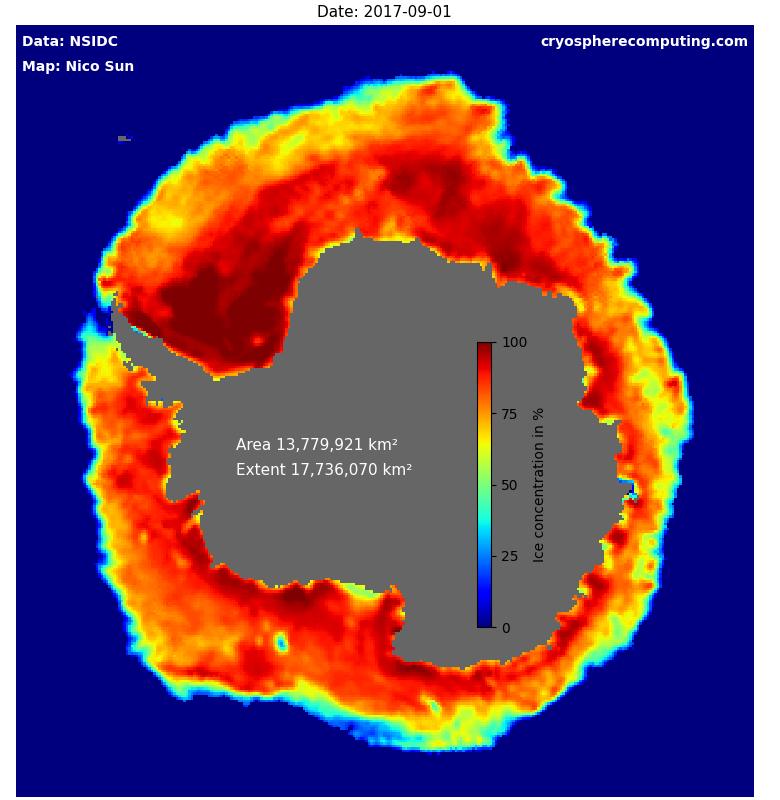 Date: 2017-09-01
Data: NSIDC
cryospherecomputing.com
Map: Nico Sun
100
75
50
25
0
Ice concentration in %
Area 13,779,921 km²
Extent 17,736,070 km²